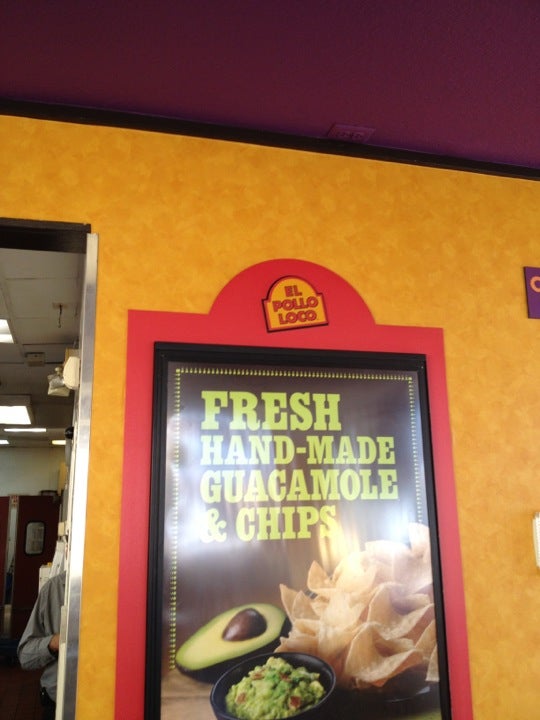 EL
POLLO
LOCO
FRESH
HAND-MADE
GUACAMOLE
& CHIPS